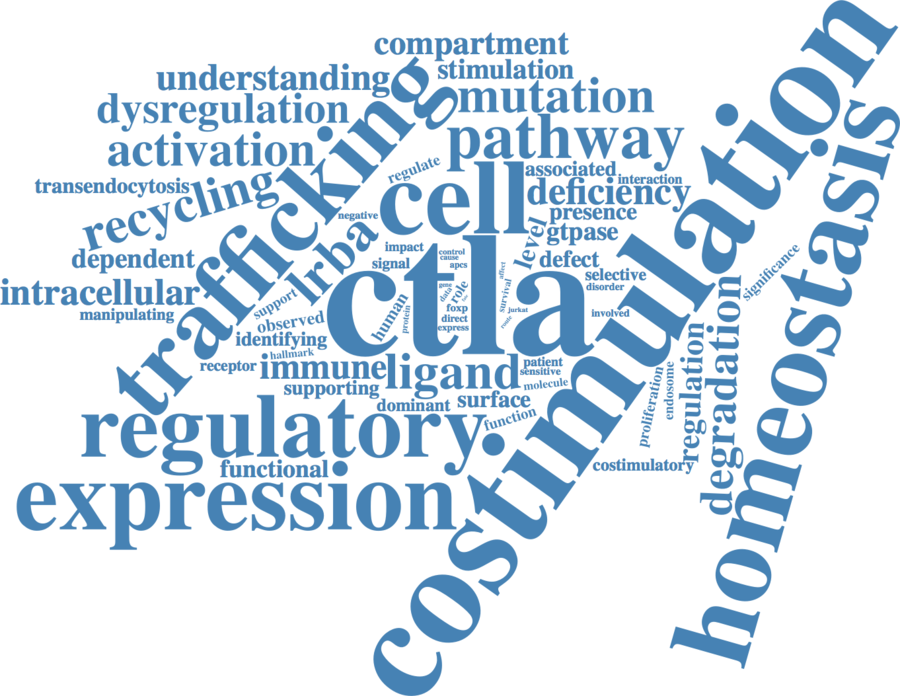 compartment
understanding
stimulation
dysregulation
mutation
activation
pathway
trafficking
costimulation
homeostasis
regulate
associated
interaction
transendocytosis
recycling
cell
deficiency
negative
presence
lrba
level
gtpase
dependent
impact
control
cause
signal
apcs
defect
affect
selective
disorder
significance
intracellular
ctla
gene
data
role
survival
support
human
protein
foxp
jurkat
involved
manipulating
observed
direct
express
identifying
hallmark
receptor
immune
ligand
patient
sensitive
supporting
molecule
dominant
surface
function
proliferation
endosome
regulation
degradation
regulatory
functional
costimulatory
expression